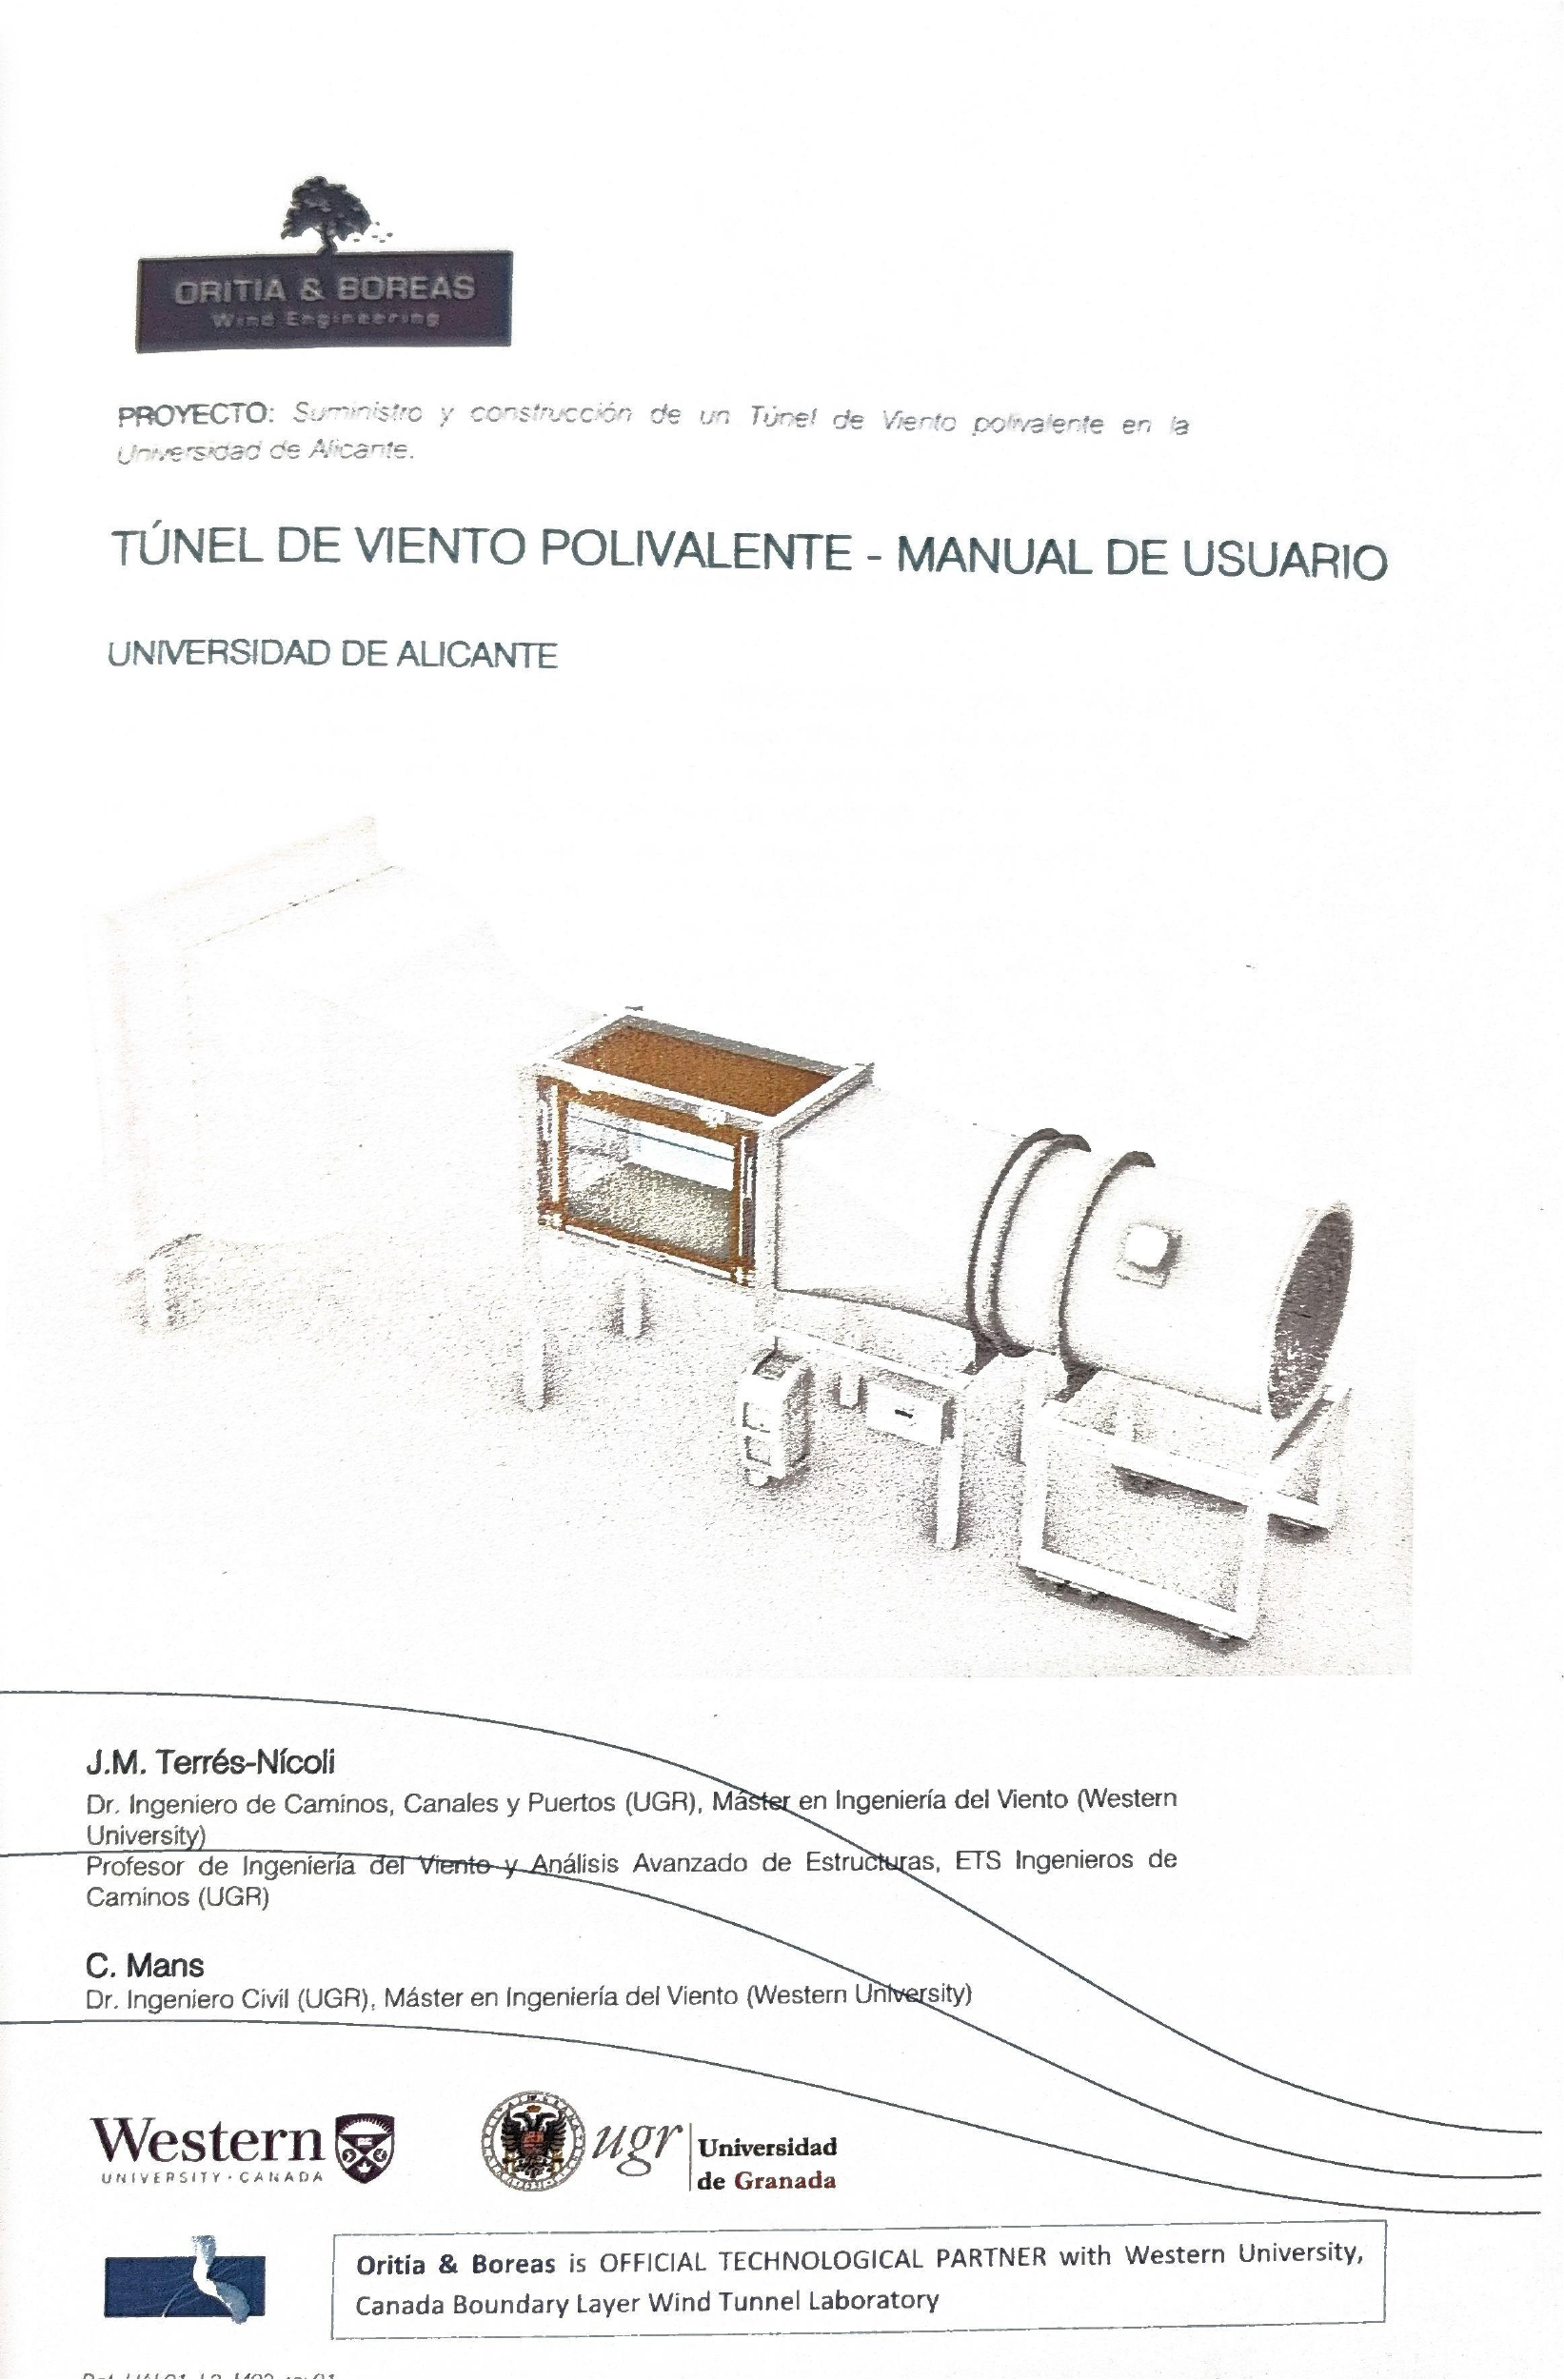 ORITIA & BOREAS
Wind Engineering
PROYECTO: Suministro y construcción de un Túnel de Viento polivalente en la
Universidad de Alicante.
TÚNEL DE VIENTO POLIVALENTE - MANUAL DE USUARIO
UNIVERSIDAD DE ALICANTE
J.M. Terrés-Nícoli
Dr. Ingeniero de Caminos, Canales y Puertos (UGR), Máster en Ingeniería del Viento (Western
University)
Profesor de Ingeniería del Viento y Análisis Avanzado de Estructuras, ETS Ingenieros de
Caminos (UGR)
C. Mans
Dr. Ingeniero Civil (UGR), Máster en Ingeniería del Viento (Western University)
Western
UNIVERSITY · CANADA
ugr
Universidad
de Granada
Oritia & Boreas is OFFICIAL TECHNOLOGICAL PARTNER with Western University,
Canada Boundary Layer Wind Tunnel Laboratory